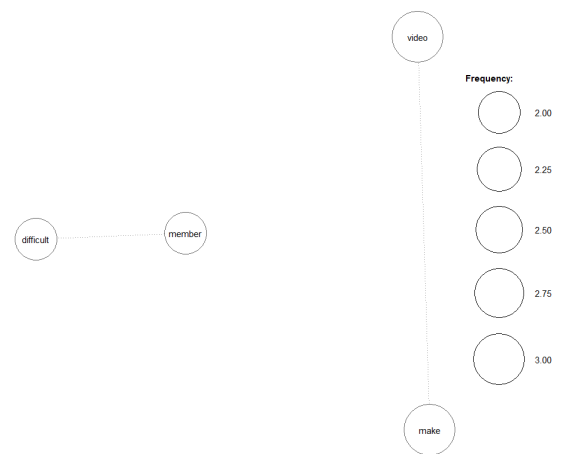 video
Frequency:
2.00
2.25
2.50
2.75
3.00
difficult
member
make